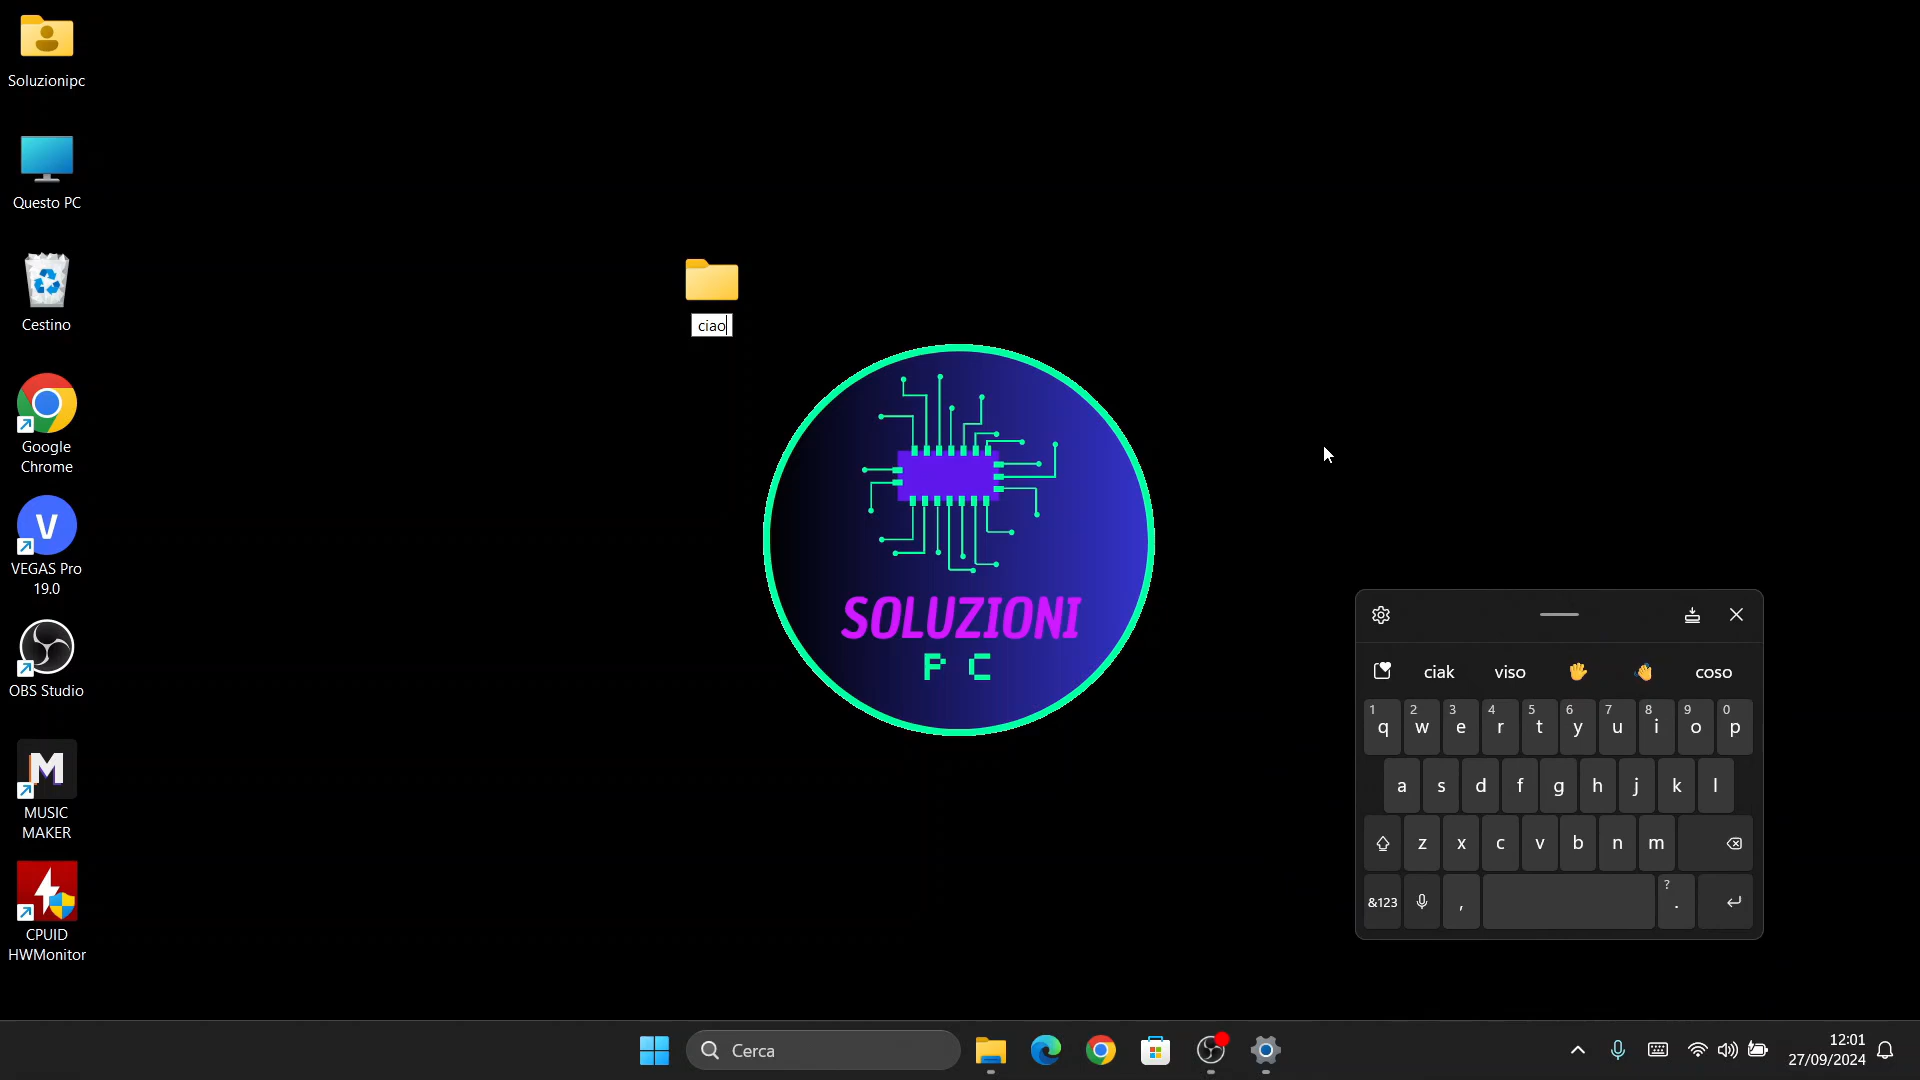 Soluzionipc
Questo PC
Cestino
Google
Chrome
V
VEGAS Pro
19.0
OBS Studio
M
MUSIC
MAKER
CPUID
HWMonitor
ciao
SOLUZIONI
PC
ciak viso 🖐 👋 coso
1 2 3 4 5 6 7 8 9 0
q w e r t y u i o p
a s d f g h j k l
z x c v b n m
?
&123 , .
Cerca
12:01
27/09/2024